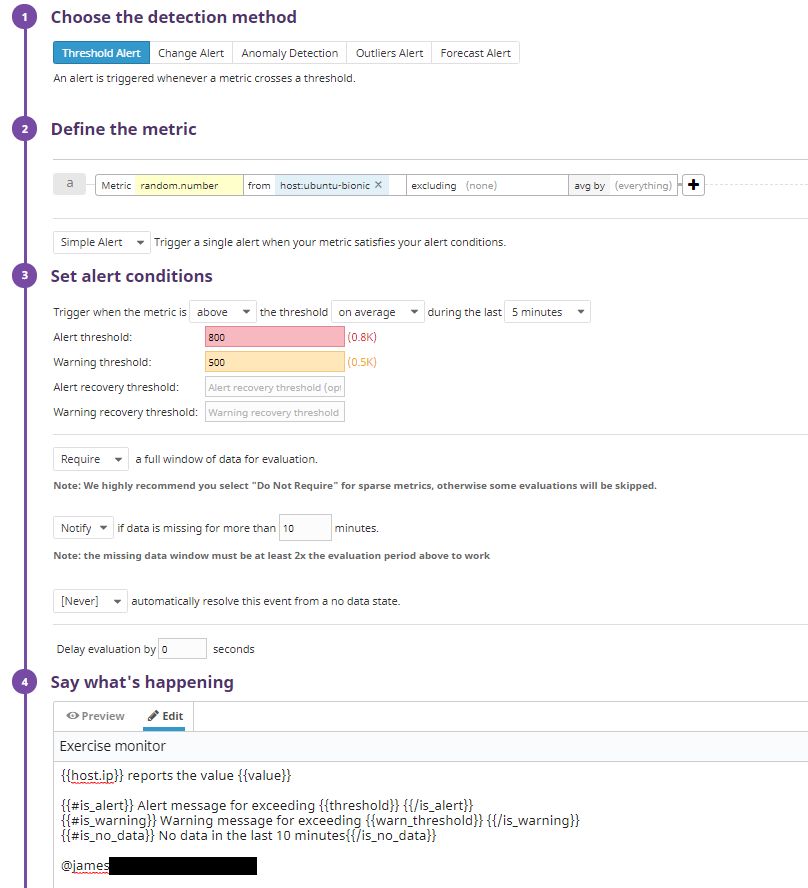 1 Choose the detection method
Threshold Alert Change Alert Anomaly Detection Outliers Alert Forecast Alert
An alert is triggered whenever a metric crosses a threshold.
2 Define the metric
a Metric random.number from host:ubuntu-bionic × excluding (none) avg by (everything) +
Simple Alert Trigger a single alert when your metric satisfies your alert conditions.
3 Set alert conditions
Trigger when the metric is above the threshold on average during the last 5 minutes
Alert threshold: 800 (0.8K)
Warning threshold: 500 (0.5K)
Alert recovery threshold: Alert recovery threshold (opt
Warning recovery threshold: Warning recovery threshold
Require a full window of data for evaluation.
Note: We highly recommend you select "Do Not Require" for sparse metrics, otherwise some evaluations will be skipped.
Notify if data is missing for more than 10 minutes.
Note: the missing data window must be at least 2x the evaluation period above to work
[Never] automatically resolve this event from a no data state.
Delay evaluation by 0 seconds
4 Say what's happening
Preview Edit
Exercise monitor
{{host.ip}} reports the value {{value}}
{{#is_alert}} Alert message for exceeding {{threshold}} {{/is_alert}}
{{#is_warning}} Warning message for exceeding {{warn_threshold}} {{/is_warning}}
{{#is_no_data}} No data in the last 10 minutes{{/is_no_data}}
@james